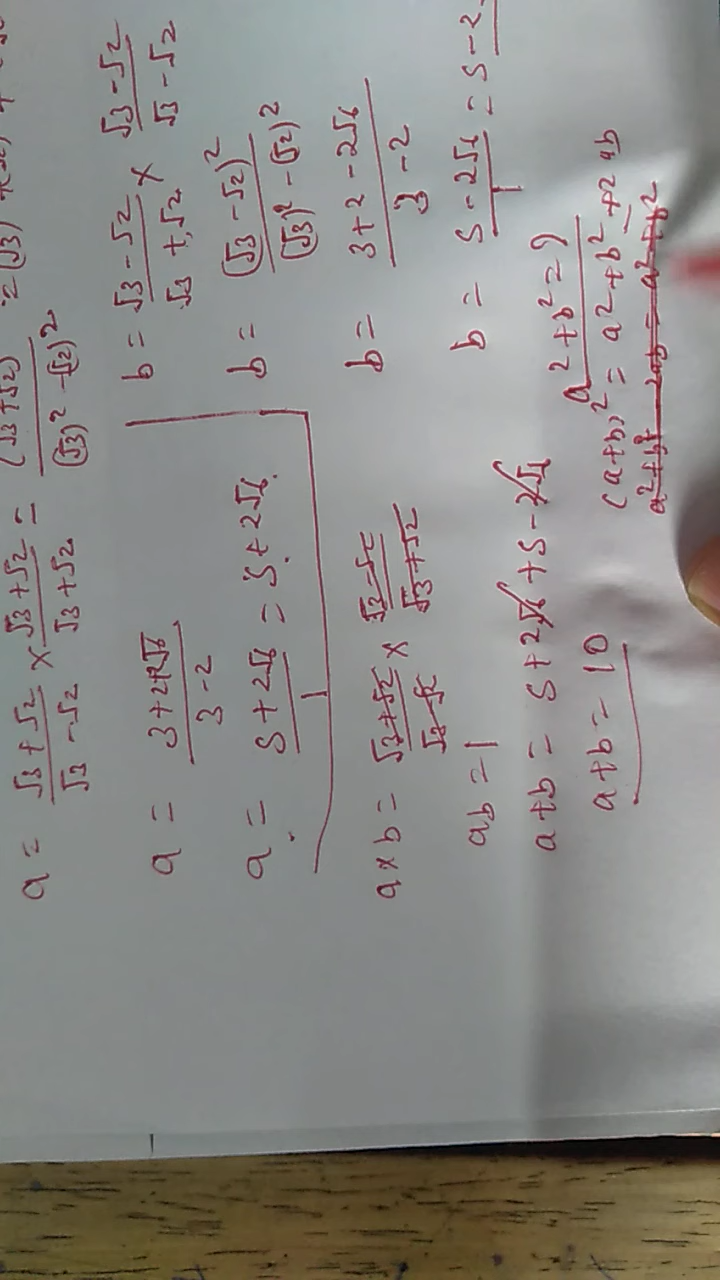 a = (√3+√2)/(√3-√2) × (√3+√2)/(√3+√2) = (√3+√2)/((√3)² -(√2)²)
a = (3+2+2√6)/(3-2)
a = (5+2√6)/1 = 5+2√6
b = (√3-√2)/(√3+√2) × (√3-√2)/(√3-√2)
b = (√3-√2)²/((√3)²-(√2)²)
b = (3+2-2√6)/(3-2)
b = (5-2√6)/1 = 5-2
a×b = (√3+√2)/(√3-√2) × (√3-√2)/(√3+√2)
ab = 1
a+b = 5+2√6+5-2√6
a+b = 10
a²+b²=?
(a+b)² = a²+b²+2ab